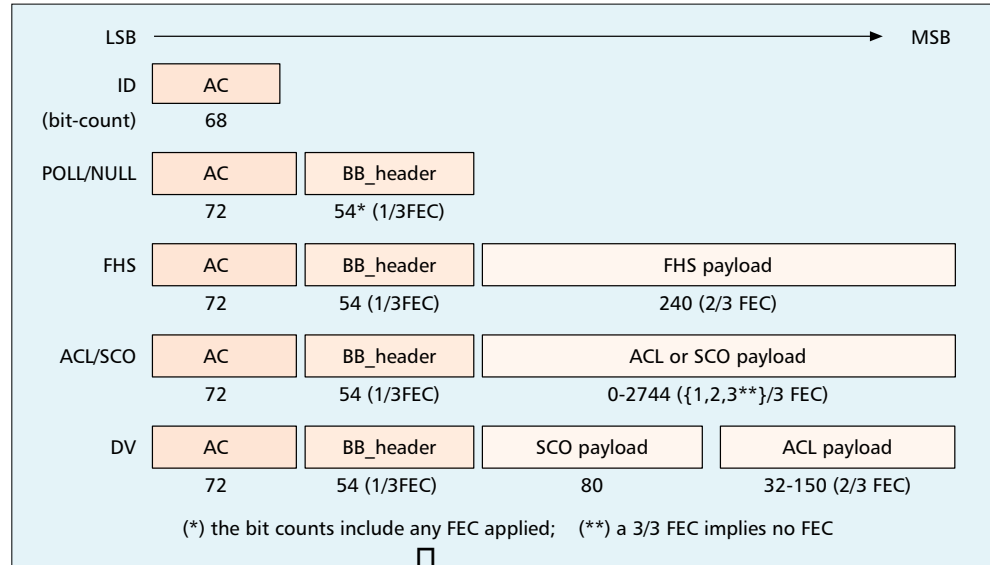 LSB MSB
ID AC
(bit-count) 68
POLL/NULL AC BB_header
72 54* (1/3FEC)
FHS AC BB_header FHS payload
72 54 (1/3FEC) 240 (2/3 FEC)
ACL/SCO AC BB_header ACL or SCO payload
72 54 (1/3FEC) 0-2744 ({1,2,3**}/3 FEC)
DV AC BB_header SCO payload ACL payload
72 54 (1/3FEC) 80 32-150 (2/3 FEC)
(*) the bit counts include any FEC applied; (**) a 3/3 FEC implies no FEC